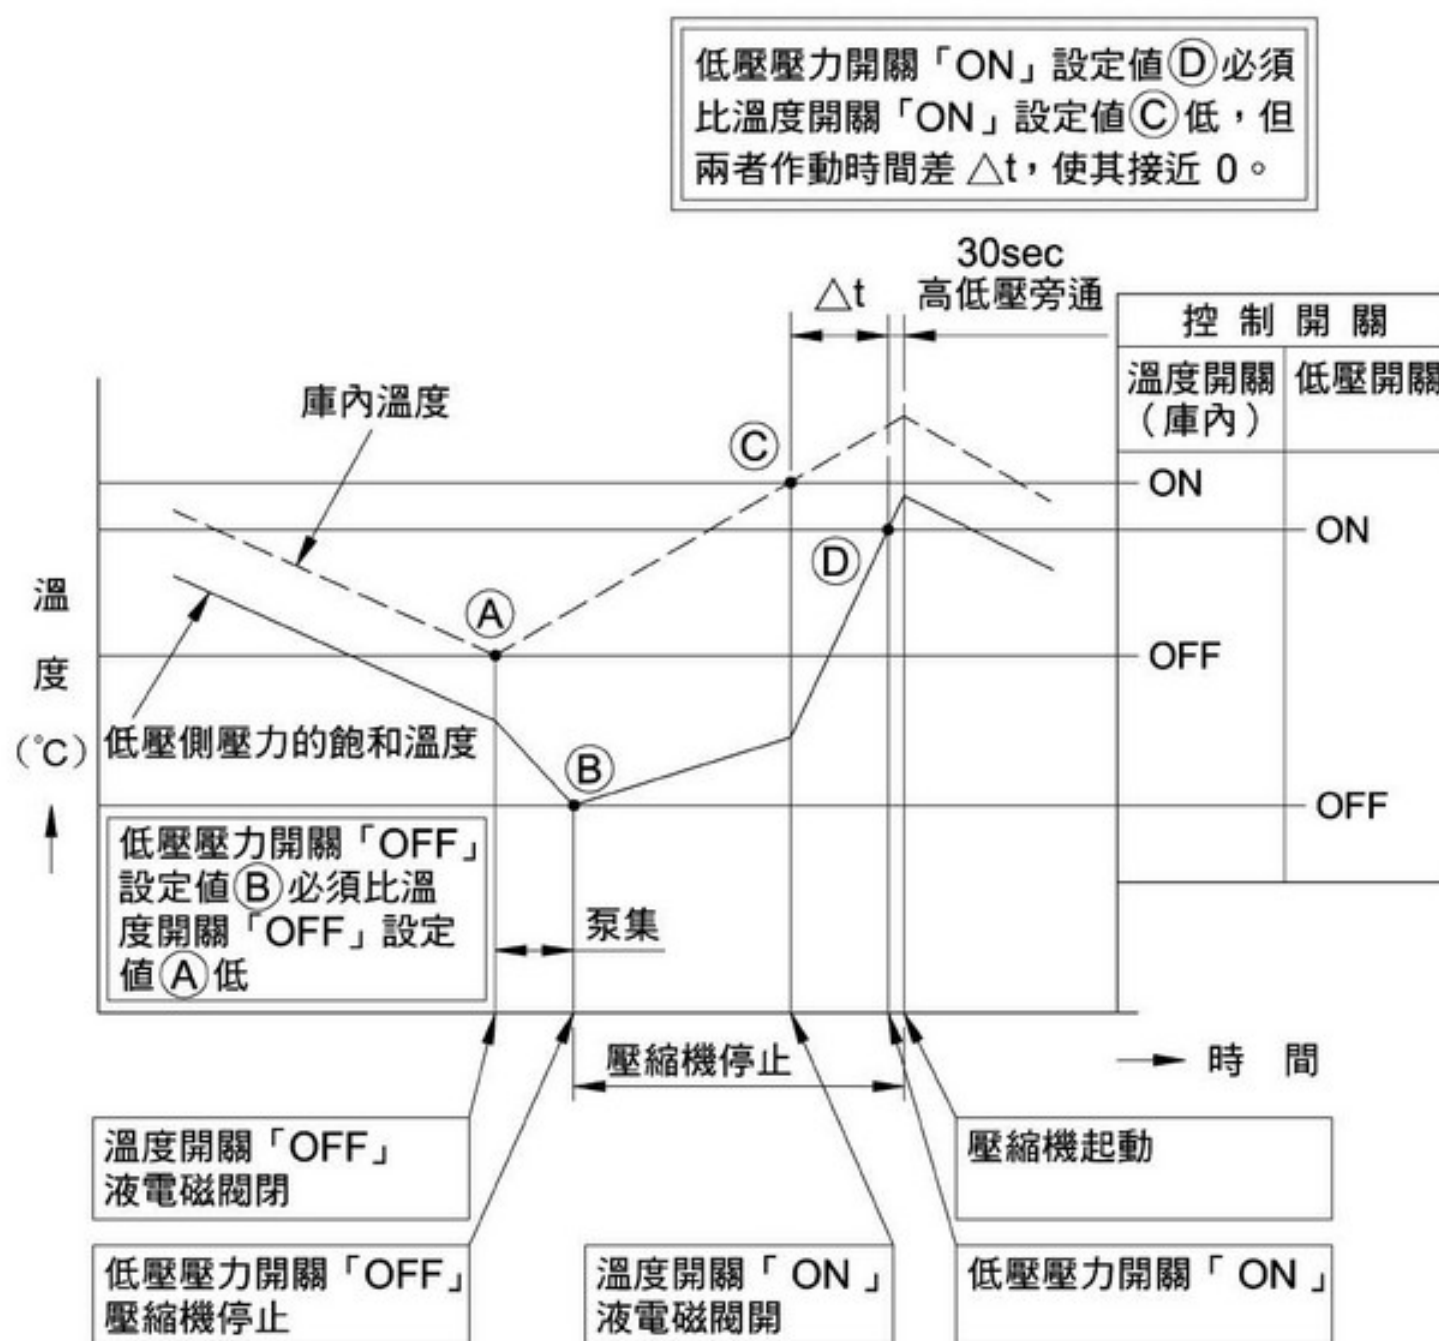 低壓壓力開關「ON」設定值Ⓓ必須
比溫度開關「ON」設定值Ⓒ低，但
兩者作動時間差 △t，使其接近 0。
30sec
△t
高低壓旁通
控 制 開 關
溫度開關
（庫內）
低壓開關
庫內溫度
Ⓒ
ON
ON
Ⓓ
Ⓐ
溫
度
（℃）
OFF
低壓側壓力的飽和溫度
Ⓑ
OFF
低壓壓力開關「OFF」
設定值Ⓑ必須比溫
度開關「OFF」設定
值Ⓐ低
泵集
壓縮機停止
時 間
溫度開關「OFF」
液電磁閥閉
壓縮機起動
低壓壓力開關「OFF」
壓縮機停止
溫度開關「 ON 」
液電磁閥開
低壓壓力開關「 ON 」